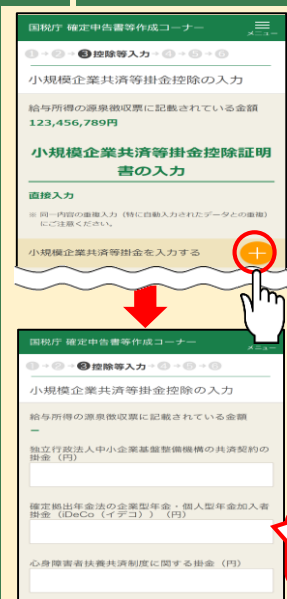 国税庁 確定申告書等作成コーナー
メニュー
1 2 3 控除等入力 4 5 6
小規模企業共済等掛金控除の入力
給与所得の源泉徴収票に記載されている金額
123,456,789円
小規模企業共済等掛金控除証明
書の入力
直接入力
※ 同一内容の重複入力（特に自動入力されたデータとの重複）
にご注意ください。
小規模企業共済等掛金を入力する
国税庁 確定申告書等作成コーナー
メニュー
1 2 3 控除等入力 4 5 6
小規模企業共済等掛金控除の入力
給与所得の源泉徴収票に記載されている金額
ー
独立行政法人中小企業基盤整備機構の共済契約の
掛金（円）
確定拠出年金法の企業型年金・個人型年金加入者
掛金（iDeCo（イデコ））（円）
心身障害者扶養共済制度に関する掛金（円）